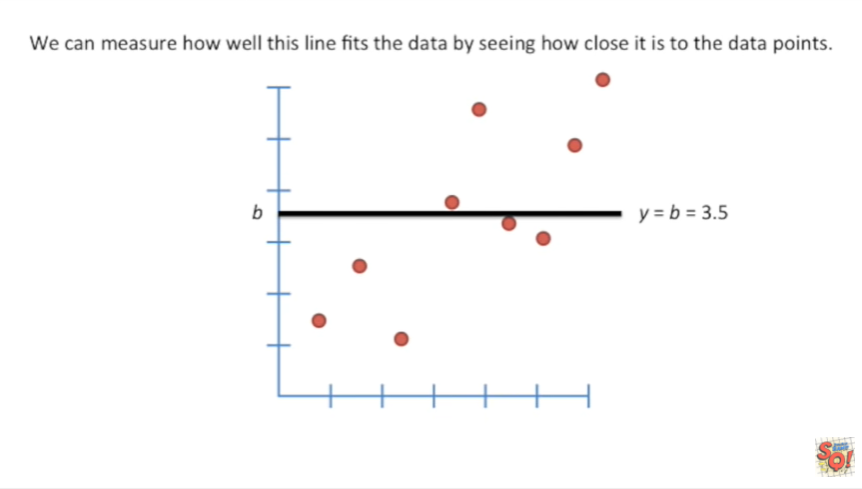 We can measure how well this line fits the data by seeing how close it is to the data points.
b
y = b = 3.5
SQ!